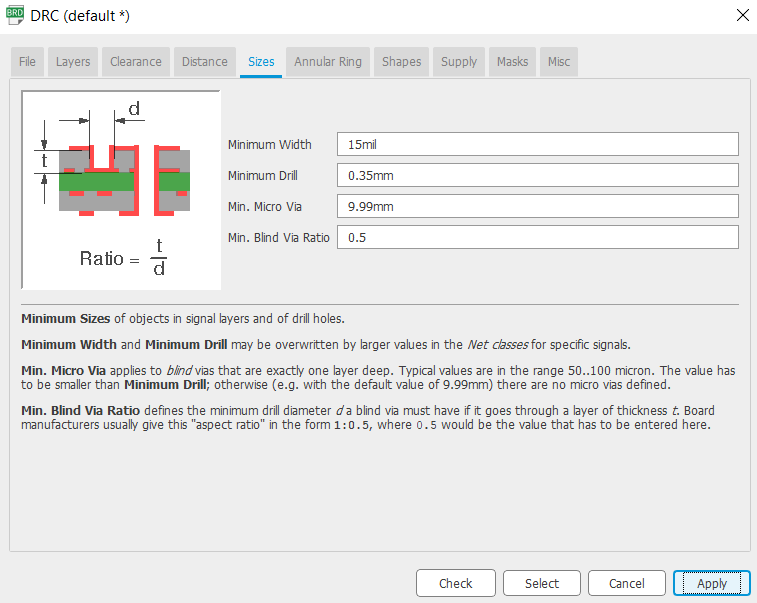 BRD
DRC (default *)
File Layers Clearance Distance Sizes Annular Ring Shapes Supply Masks Misc
d
t
Ratio = t/d
Minimum Width 15mil
Minimum Drill 0.35mm
Min. Micro Via 9.99mm
Min. Blind Via Ratio 0.5
Minimum Sizes of objects in signal layers and of drill holes.
Minimum Width and Minimum Drill may be overwritten by larger values in the Net classes for specific signals.
Min. Micro Via applies to blind vias that are exactly one layer deep. Typical values are in the range 50..100 micron. The value has
to be smaller than Minimum Drill; otherwise (e.g. with the default value of 9.99mm) there are no micro vias defined.
Min. Blind Via Ratio defines the minimum drill diameter d a blind via must have if it goes through a layer of thickness t. Board
manufacturers usually give this "aspect ratio" in the form 1:0.5, where 0.5 would be the value that has to be entered here.
Check Select Cancel Apply